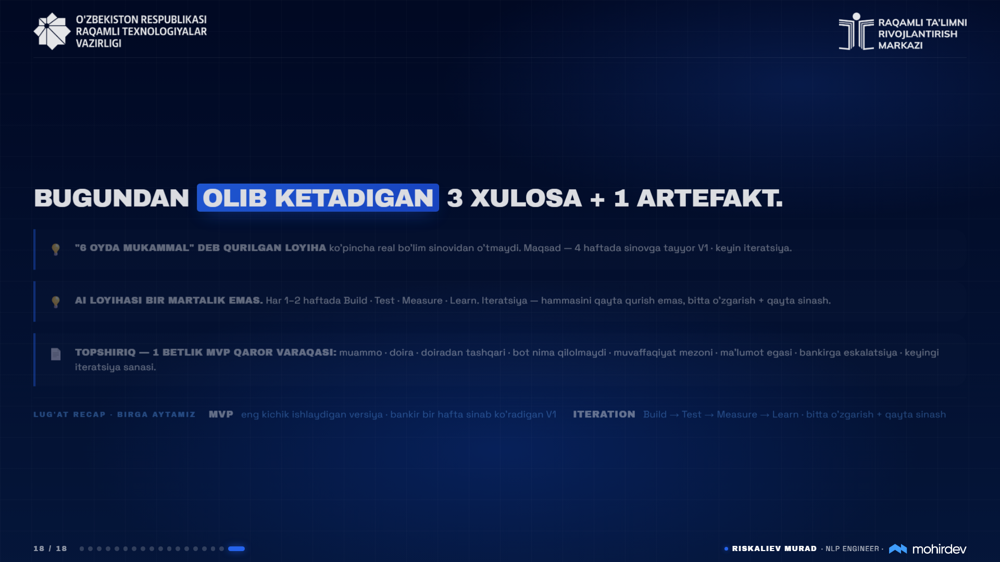 O'ZBEKISTON RESPUBLIKASI
RAQAMLI TEXNOLOGIYALAR
VAZIRLIGI
RAQAMLI TA'LIMNI
RIVOJLANTIRISH
MARKAZI
BUGUNDAN OLIB KETADIGAN 3 XULOSA + 1 ARTEFAKT.
"6 OYDA MUKAMMAL" DEB QURILGAN LOYIHA ko'pincha real bo'lim sinovidan o'tmaydi. Maqsad — 4 haftada sinovga tayyor V1 · keyin iteratsiya.
AI LOYIHASI BIR MARTALIK EMAS. Har 1–2 haftada Build · Test · Measure · Learn. Iteratsiya — hammasini qayta qurish emas, bitta o'zgarish + qayta sinash.
TOPSHIRIQ — 1 BETLIK MVP QAROR VARAQASI: muammo · doira · doiradan tashqari · bot nima qilolmaydi · muvaffaqiyat mezoni · ma'lumot egasi · bankirga eskalatsiya · keyingi
iteratsiya sanasi.
LUG'AT RECAP · BIRGA AYTAMIZ MVP eng kichik ishlaydigan versiya · bankir bir hafta sinab ko'radigan V1 ITERATION Build → Test → Measure → Learn · bitta o'zgarish + qayta sinash
18 / 18
RISKALIEV MURAD · NLP ENGINEER · mohirdev